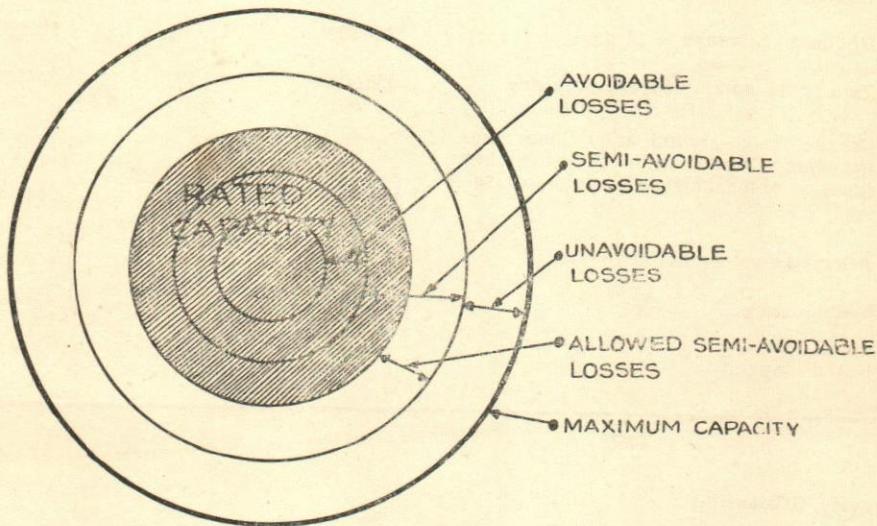 AVOIDABLE
LOSSES
SEMI-AVOIDABLE
LOSSES
RATED
CAPACITY
UNAVOIDABLE
LOSSES
ALLOWED SEMI-AVOIDABLE
LOSSES
MAXIMUM CAPACITY